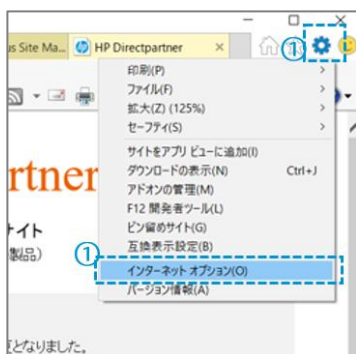 us Site Ma...
HP Directpartner
×
①
印刷(P)
ファイル(F)
拡大(Z) (125%)
セーフティ(S)
サイトをアプリ ビューに追加(I)
ダウンロードの表示(N) Ctrl+J
アドオンの管理(M)
F12 開発者ツール(L)
ピン留めサイト(G)
互換表示設定(B)
①
インターネット オプション(O)
バージョン情報(A)
rtner
イト
製品)
更となりました。